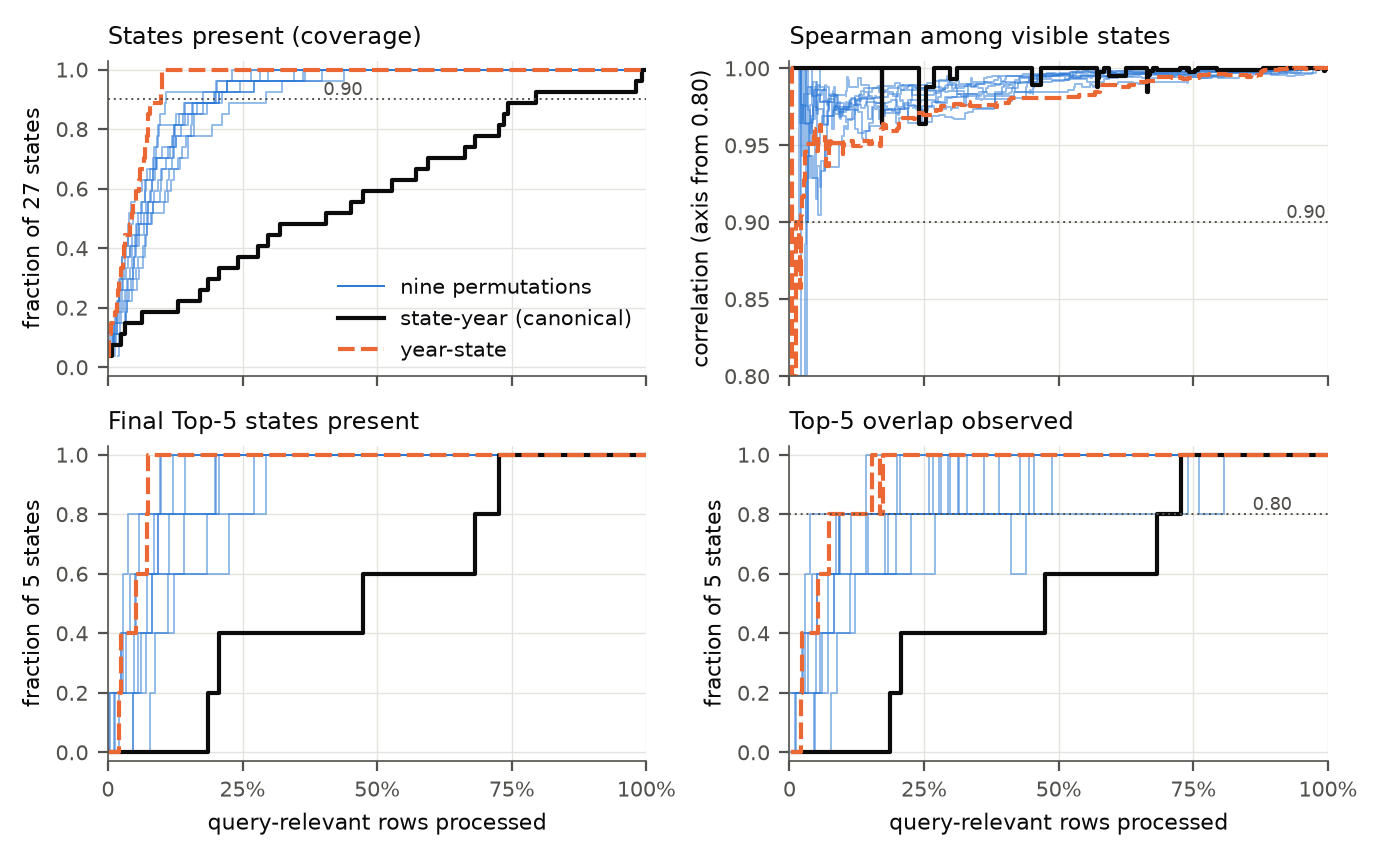 States present (coverage)
fraction of 27 states
1.0
0.8
0.6
0.4
0.2
0.0
0.90
nine permutations
state-year (canonical)
year-state
Spearman among visible states
correlation (axis from 0.80)
1.00
0.95
0.90
0.85
0.80
0.90
Final Top-5 states present
fraction of 5 states
1.0
0.8
0.6
0.4
0.2
0.0
0
25%
50%
75%
100%
query-relevant rows processed
Top-5 overlap observed
fraction of 5 states
1.0
0.8
0.6
0.4
0.2
0.0
0.80
0
25%
50%
75%
100%
query-relevant rows processed